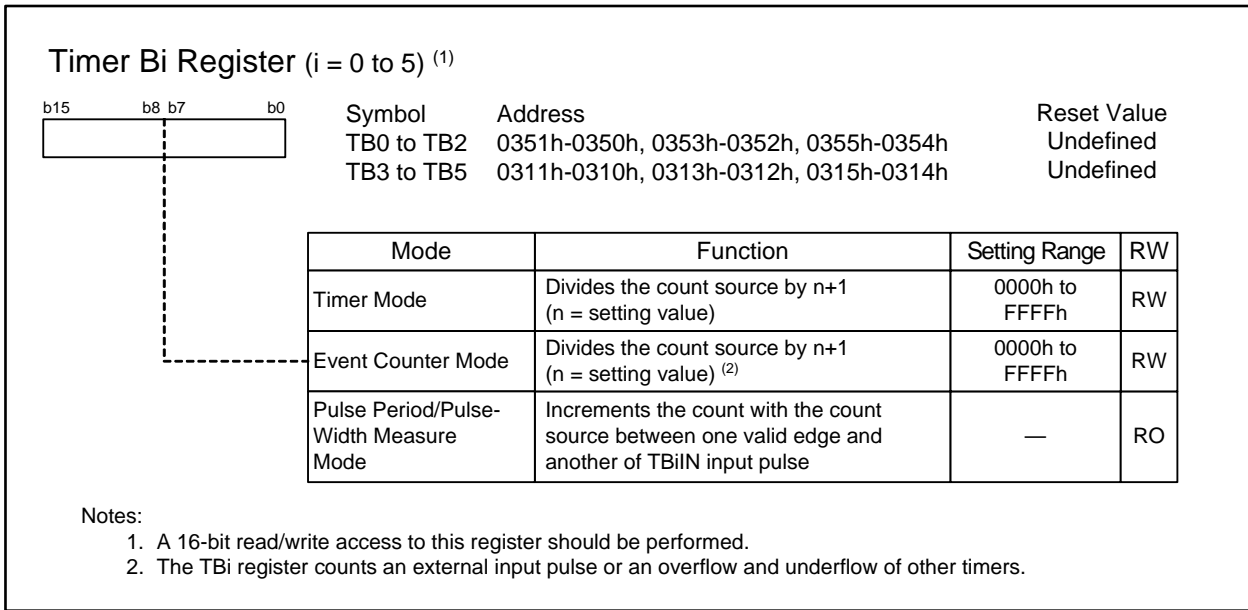 Timer Bi Register (i = 0 to 5) (1)
b15 b8 b7 b0
Symbol Address Reset Value
TB0 to TB2 0351h-0350h, 0353h-0352h, 0355h-0354h Undefined
TB3 to TB5 0311h-0310h, 0313h-0312h, 0315h-0314h Undefined
Mode Function Setting Range RW
Timer Mode Divides the count source by n+1 (n = setting value) 0000h to FFFFh RW
Event Counter Mode Divides the count source by n+1 (n = setting value) (2) 0000h to FFFFh RW
Pulse Period/Pulse-Width Measure Mode Increments the count with the count source between one valid edge and another of TBiIN input pulse — RO
Notes:
1. A 16-bit read/write access to this register should be performed.
2. The TBi register counts an external input pulse or an overflow and underflow of other timers.